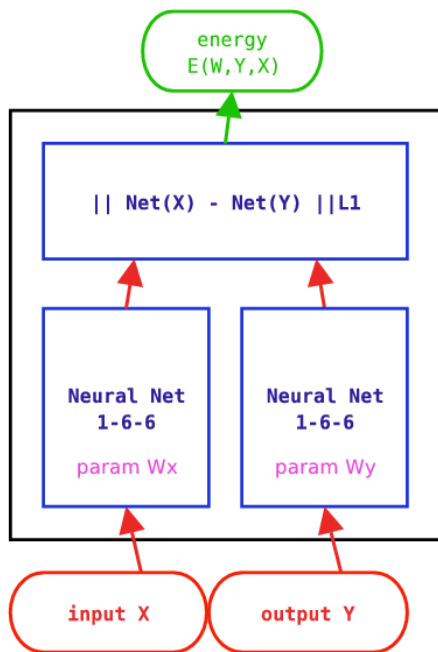 energy
E(W,Y,X)
|| Net(X) - Net(Y) ||L1
Neural Net
1-6-6
param Wx
Neural Net
1-6-6
param Wy
input X
output Y